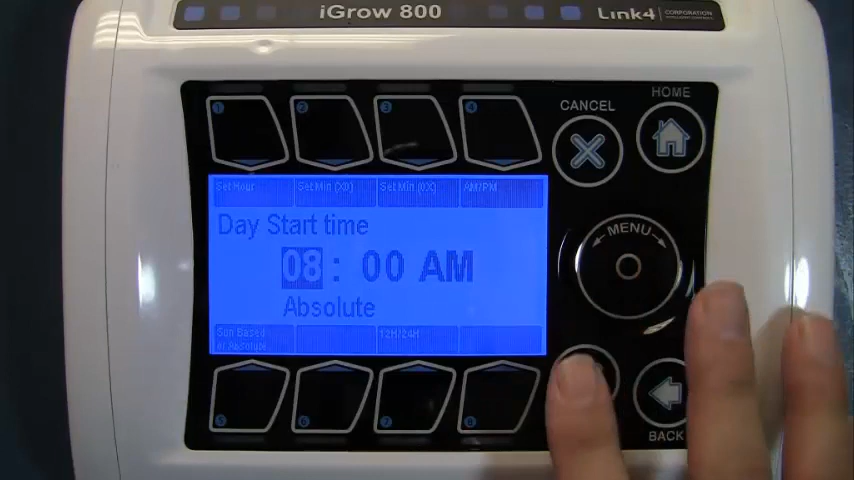 iGrow 800
Link4 CORPORATION
CANCEL
HOME
1 2 3 4
Set Hour Set Min (X0) Set Min (0X) AM/PM
Day Start time
08 : 00 AM
Absolute
MENU
Sun Based
or Absolute
12H/24H
5 6 7 8
BACK